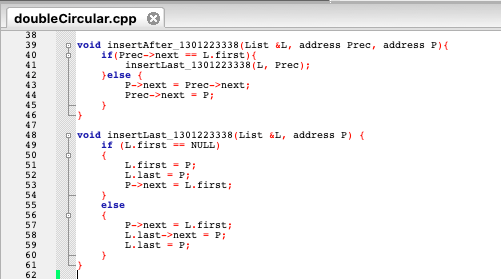 doubleCircular.cpp
38
39 void insertAfter_1301223338(List &L, address Prec, address P){
40     if(Prec->next == L.first){
41         insertLast_1301223338(L, Prec);
42     }else {
43         P->next = Prec->next;
44         Prec->next = P;
45     }
46 }
47
48 void insertLast_1301223338(List &L, address P) {
49     if (L.first == NULL)
50     {
51         L.first = P;
52         L.last = P;
53         P->next = L.first;
54     }
55     else
56     {
57         P->next = L.first;
58         L.last->next = P;
59         L.last = P;
60     }
61 }
62